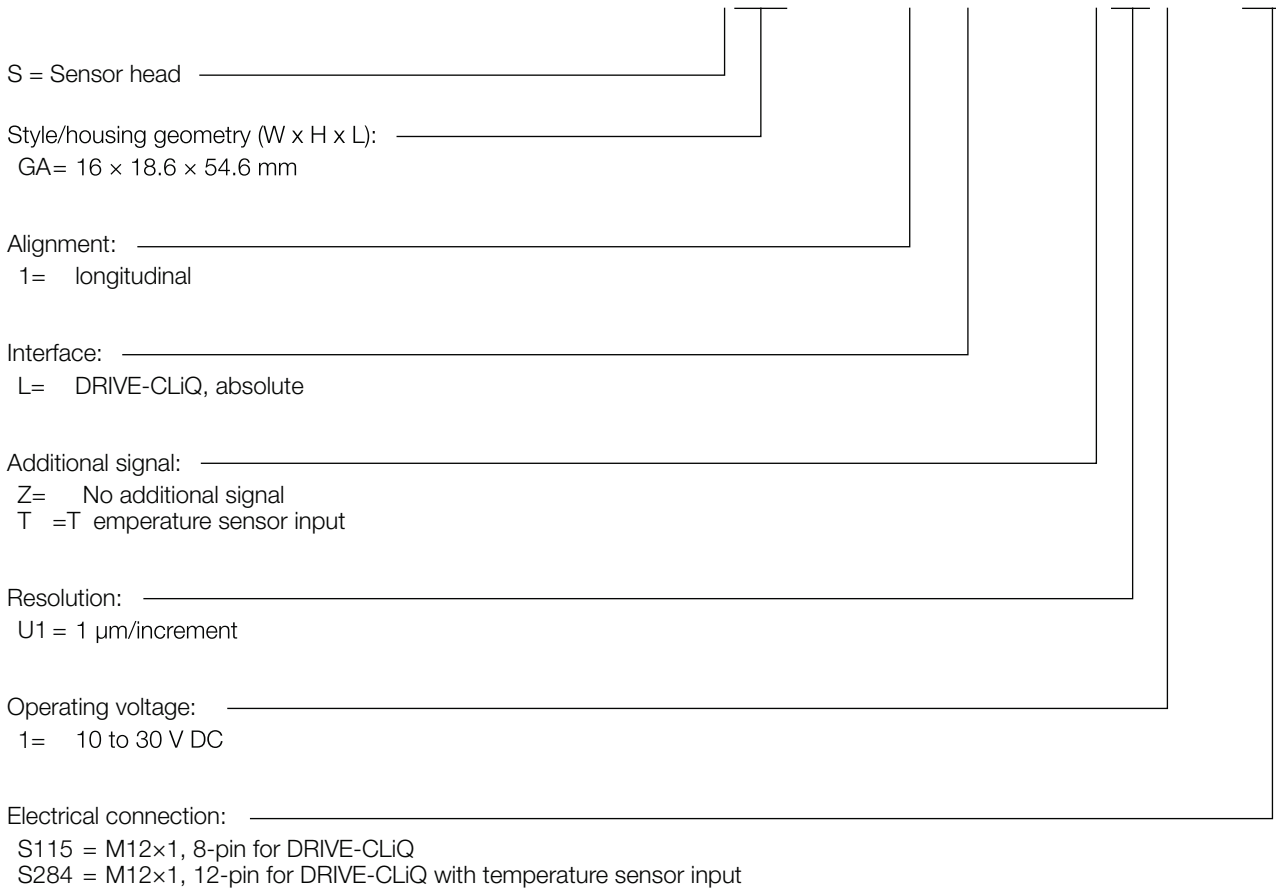 S = Sensor head
Style/housing geometry (W x H x L):
GA= 16 × 18.6 × 54.6 mm
Alignment:
1= longitudinal
Interface:
L= DRIVE-CLiQ, absolute
Additional signal:
Z= No additional signal
T =T emperature sensor input
Resolution:
U1 = 1 µm/increment
Operating voltage:
1= 10 to 30 V DC
Electrical connection:
S115 = M12×1, 8-pin for DRIVE-CLiQ
S284 = M12×1, 12-pin for DRIVE-CLiQ with temperature sensor input